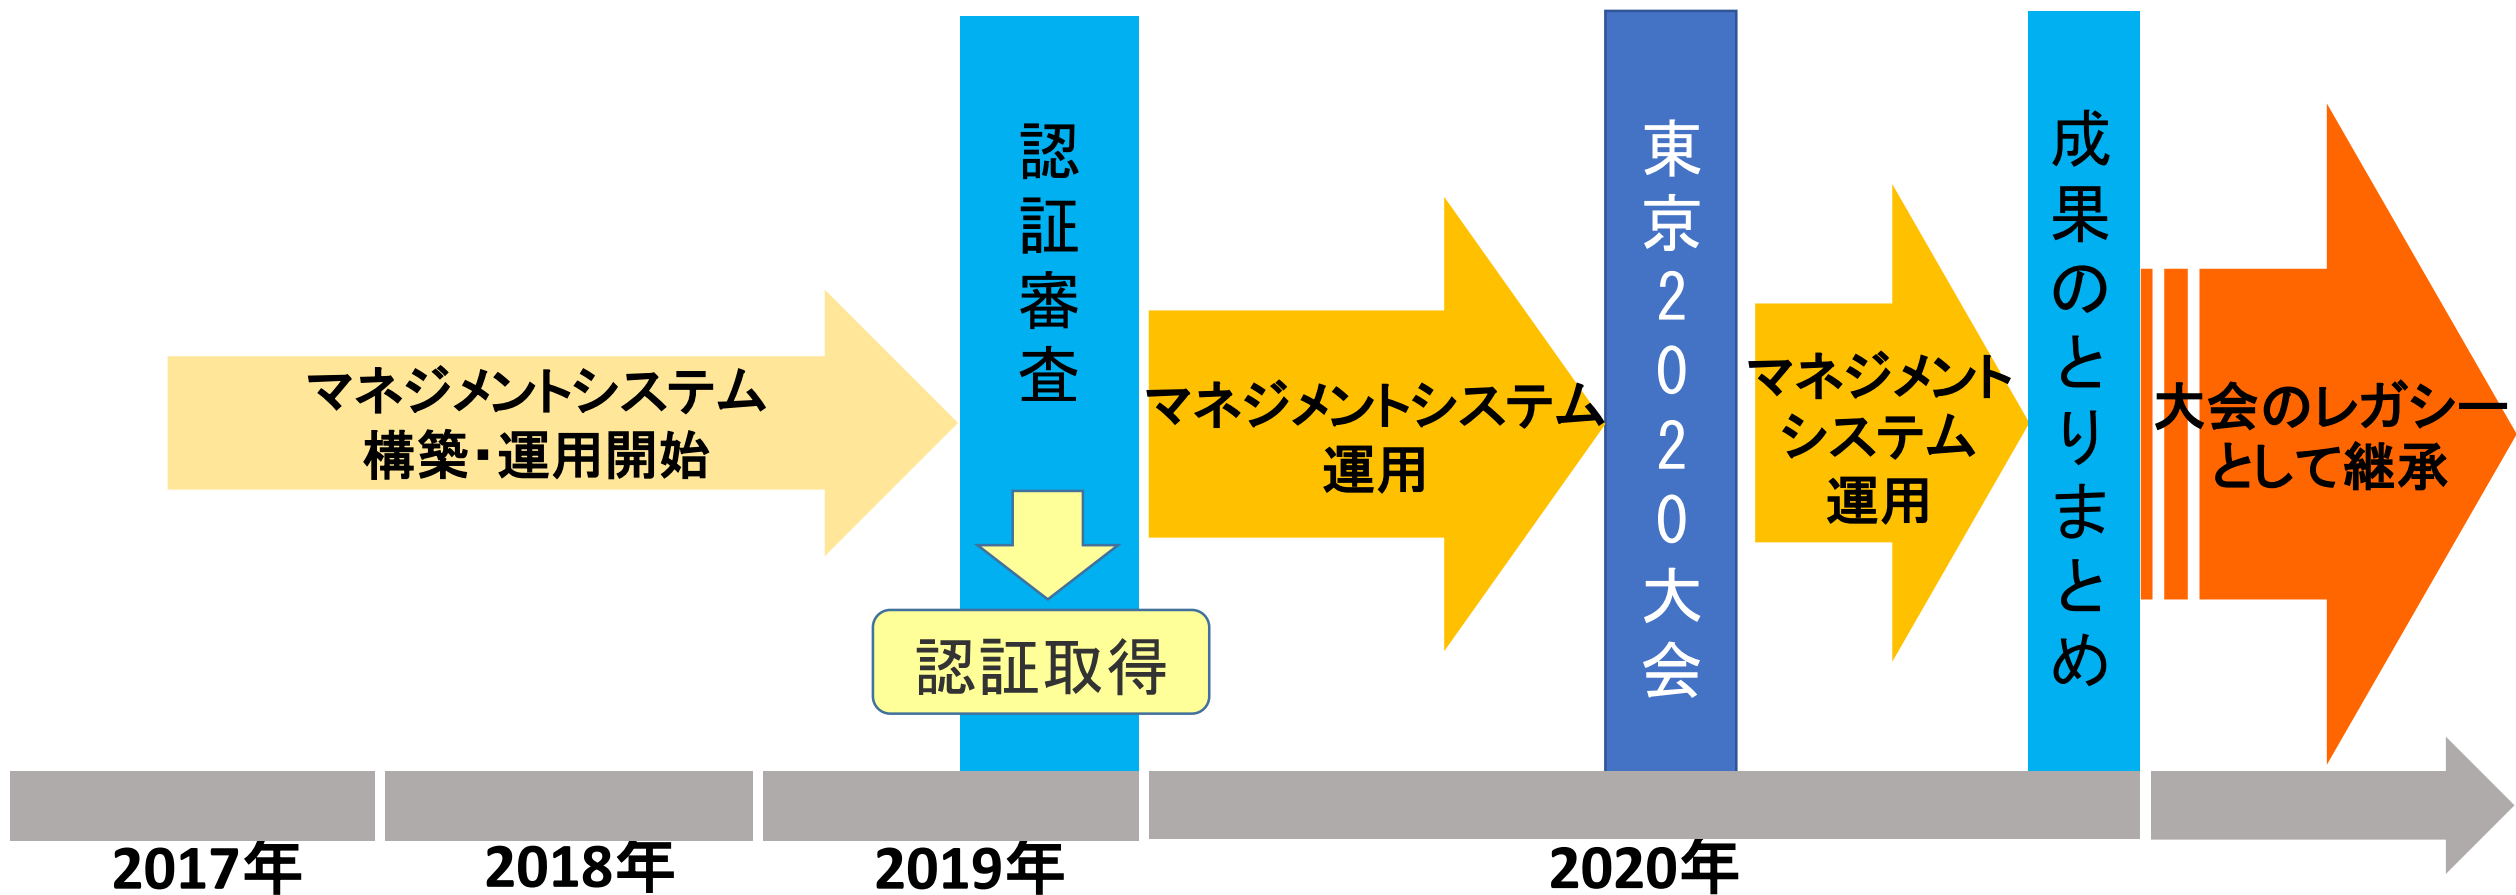 マネジメントシステム
構築・運用開始
認証審査
認証取得
マネジメントシステム
運用
東京２０２０大会
マネジメント
システム
運用
成果のとりまとめ
大会のレガシー
として継承
2017年
2018年
2019年
2020年